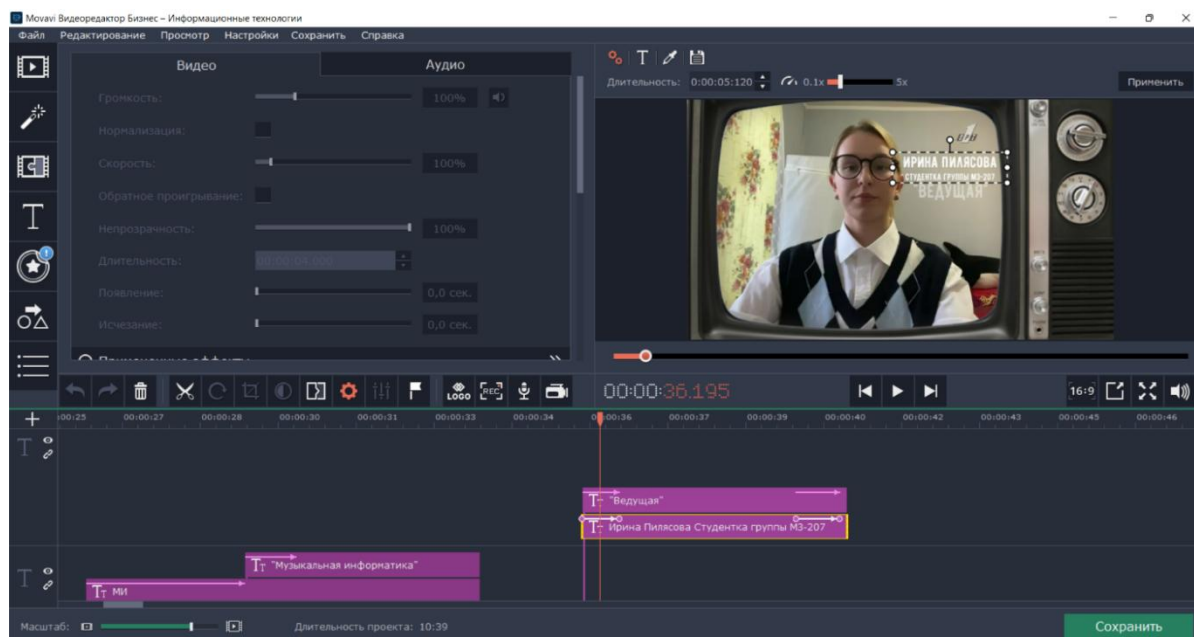 Movavi Видеоредактор Бизнес – Информационные технологии
Файл Редактирование Просмотр Настройки Сохранить Справка
Видео Аудио
Громкость: 100%
Нормализация:
Скорость: 100%
Обратное проигрывание:
Непрозрачность: 100%
Длительность: 00:00:04.000
Появление: 0,0 сек.
Исчезание: 0,0 сек.
Длительность: 0:00:05:120 0.1x 5x Применить
ИРИНА ПИЛЯСОВА
СТУДЕНТКА ГРУППЫ МЗ-207
ВЕДУЩАЯ
LOGO REC 00:00:36.195 16:9
00:00:27 00:00:28 00:00:30 00:00:31 00:00:33 00:00:34 00:00:37 00:00:39 00:00:40 00:00:42 00:00:43 00:00:45 00:00:46
"Ведущая"
Ирина Пилясова Студентка группы МЗ-207
"Музыкальная информатика"
МИ
Масштаб: Длительность проекта: 10:39 Сохранить